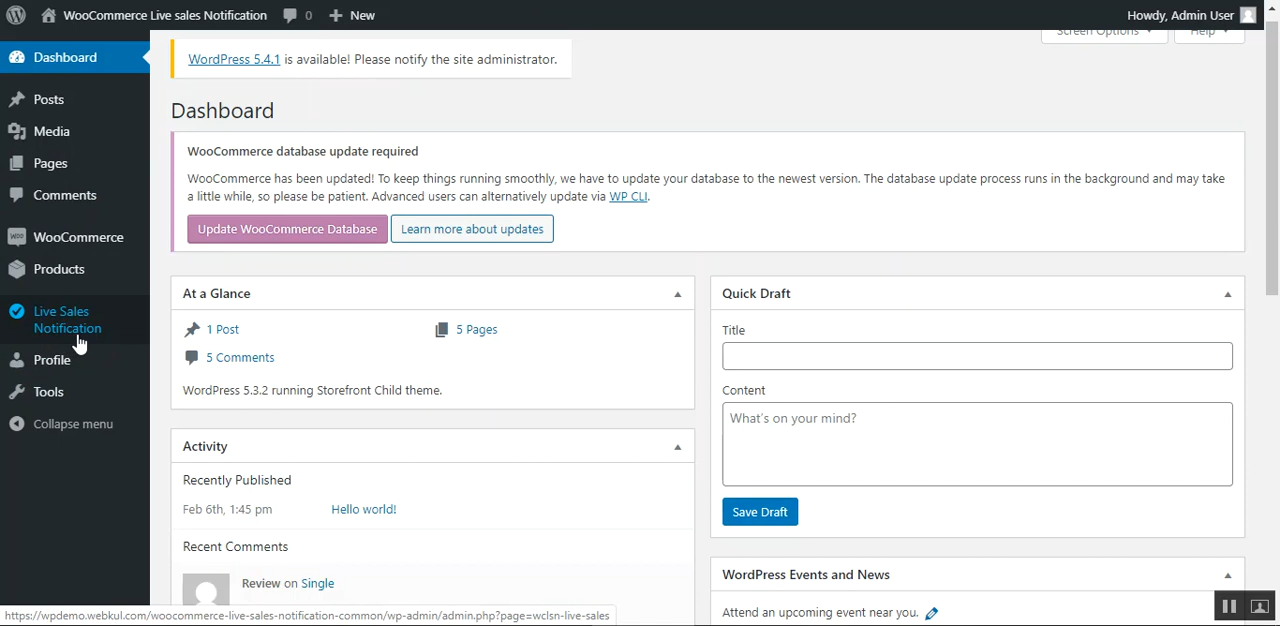 WooCommerce Live sales Notification
0
New
Howdy, Admin User
Dashboard
Posts
Media
Pages
Comments
WooCommerce
Products
Live Sales
Notification
Profile
Tools
Collapse menu
Screen Options
Help
WordPress 5.4.1 is available! Please notify the site administrator.
Dashboard
WooCommerce database update required
WooCommerce has been updated! To keep things running smoothly, we have to update your database to the newest version. The database update process runs in the background and may take
a little while, so please be patient. Advanced users can alternatively update via WP CLI.
Update WooCommerce Database
Learn more about updates
At a Glance
1 Post
5 Pages
5 Comments
WordPress 5.3.2 running Storefront Child theme.
Activity
Recently Published
Feb 6th, 1:45 pm
Hello world!
Recent Comments
Review on Single
Quick Draft
Title
Content
What's on your mind?
Save Draft
WordPress Events and News
Attend an upcoming event near you.
https://wpdemo.webkul.com/woocommerce-live-sales-notification-common/wp-admin/admin.php?page=wclsn-live-sales